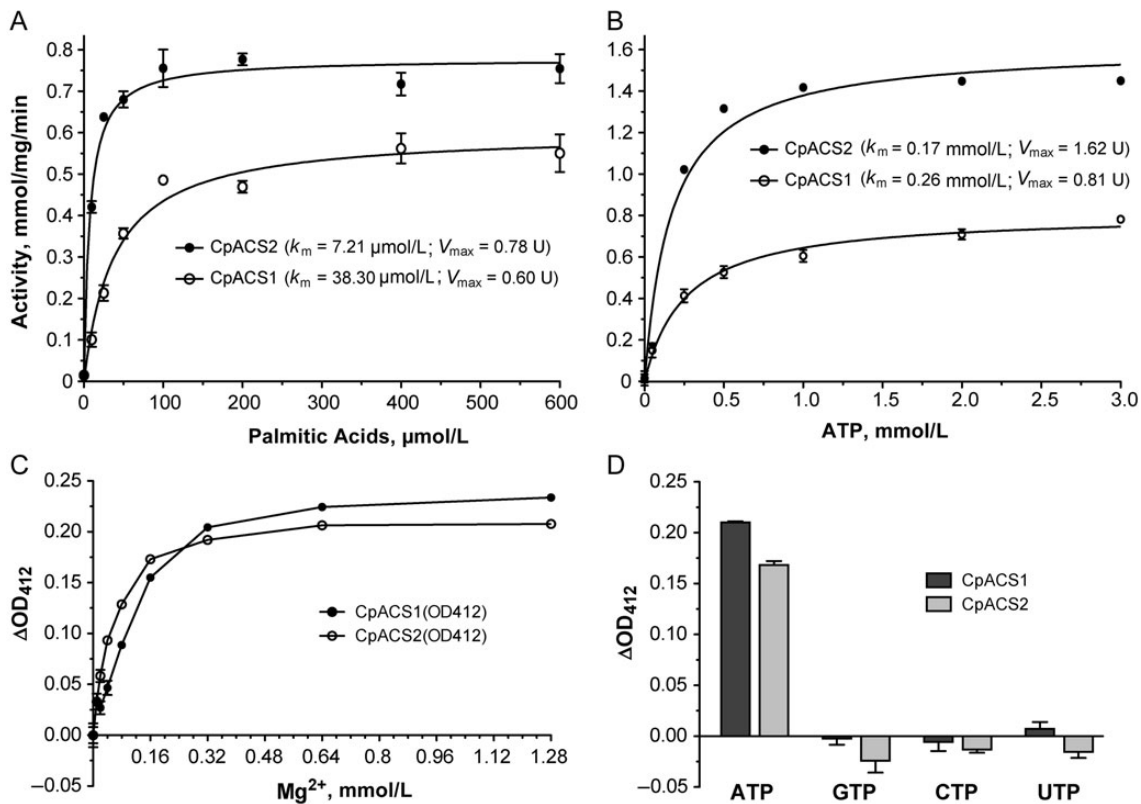 A
0.8
0.7
0.6
0.5
0.4
0.3
0.2
0.1
0
Activity, mmol/mg/min
CpACS2 (km = 7.21 µmol/L; Vmax = 0.78 U)
CpACS1 (km = 38.30 µmol/L; Vmax = 0.60 U)
0 100 200 300 400 500 600
Palmitic Acids, µmol/L
B
1.6
1.4
1.2
1.0
0.8
0.6
0.4
0.2
0
CpACS2 (km = 0.17 mmol/L; Vmax = 1.62 U)
CpACS1 (km = 0.26 mmol/L; Vmax = 0.81 U)
0 0.5 1.0 1.5 2.0 2.5 3.0
ATP, mmol/L
C
0.25
0.20
0.15
0.10
0.05
0.00
–0.05
ΔOD412
CpACS1(OD412)
CpACS2(OD412)
0.16 0.32 0.48 0.64 0.80 0.96 1.12 1.28
Mg2+, mmol/L
D
0.25
0.20
0.15
0.10
0.05
0.00
–0.05
ΔOD412
CpACS1
CpACS2
ATP GTP CTP UTP